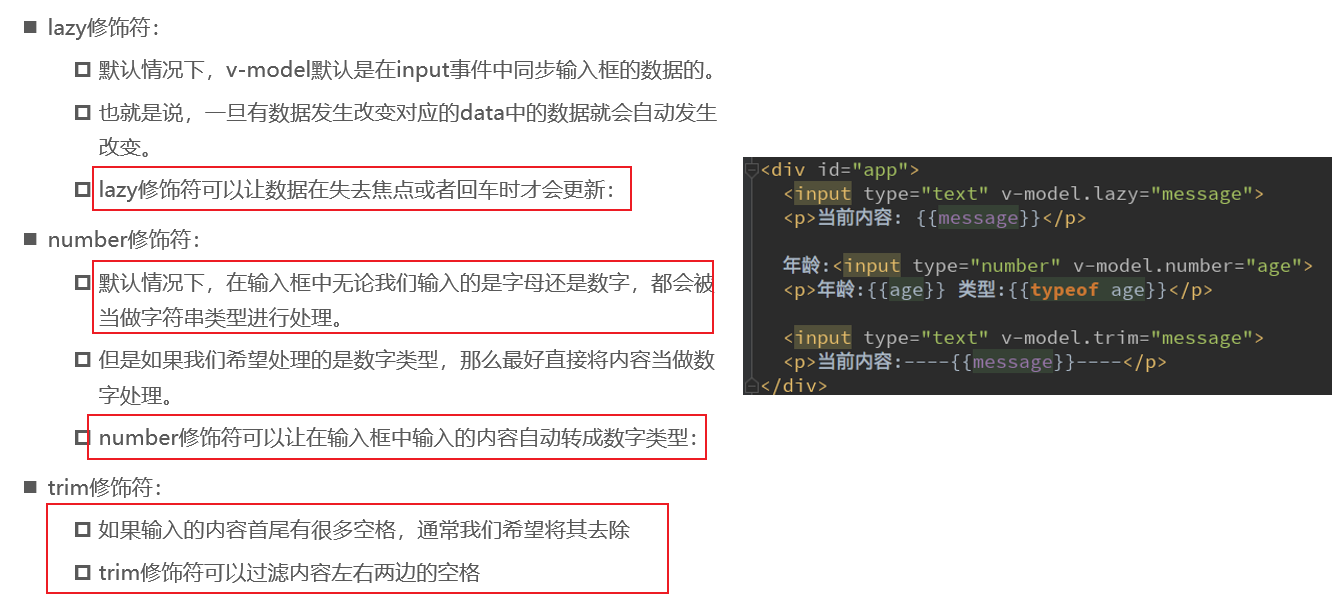 lazy修饰符：
默认情况下，v-model默认是在input事件中同步输入框的数据的。
也就是说，一旦有数据发生改变对应的data中的数据就会自动发生
改变。
lazy修饰符可以让数据在失去焦点或者回车时才会更新：
number修饰符：
默认情况下，在输入框中无论我们输入的是字母还是数字，都会被
当做字符串类型进行处理。
但是如果我们希望处理的是数字类型，那么最好直接将内容当做数
字处理。
number修饰符可以让在输入框中输入的内容自动转成数字类型：
trim修饰符：
如果输入的内容首尾有很多空格，通常我们希望将其去除
trim修饰符可以过滤内容左右两边的空格
<div id="app">
<input type="text" v-model.lazy="message">
<p>当前内容: {{message}}</p>
年龄:<input type="number" v-model.number="age">
<p>年龄:{{age}} 类型:{{typeof age}}</p>
<input type="text" v-model.trim="message">
<p>当前内容:----{{message}}----</p>
</div>